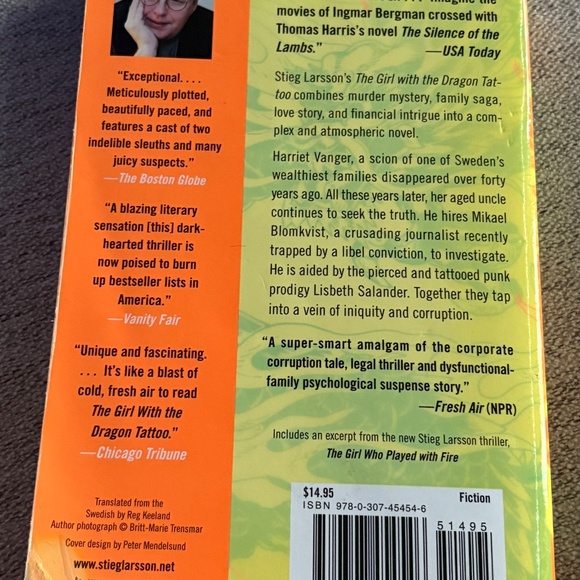 “Exceptional. . . .
Meticulously plotted,
beautifully paced, and
features a cast of two
indelible sleuths and many
juicy suspects.”
—The Boston Globe
“A blazing literary
sensation [this] dark-
hearted thriller is
now poised to burn
up bestseller lists in
America.”
—Vanity Fair
“Unique and fascinating.
. . . It’s like a blast of
cold, fresh air to read
The Girl With the
Dragon Tattoo.”
—Chicago Tribune
Translated from the
Swedish by Reg Keeland
Author photograph © Britt-Marie Trensmar
Cover design by Peter Mendelsund
www.stieglarsson.net
the
movies of Ingmar Bergman crossed with
Thomas Harris’s novel The Silence of the
Lambs.” —USA Today
Stieg Larsson’s The Girl with the Dragon Tat-
too combines murder mystery, family saga,
love story, and financial intrigue into a com-
plex and atmospheric novel.
Harriet Vanger, a scion of one of Sweden’s
wealthiest families disappeared over forty
years ago. All these years later, her aged uncle
continues to seek the truth. He hires Mikael
Blomkvist, a crusading journalist recently
trapped by a libel conviction, to investigate.
He is aided by the pierced and tattooed punk
prodigy Lisbeth Salander. Together they tap
into a vein of iniquity and corruption.
“A super-smart amalgam of the corporate
corruption tale, legal thriller and dysfunctional-
family psychological suspense story.”
—Fresh Air (NPR)
Includes an excerpt from the new Stieg Larsson thriller,
The Girl Who Played with Fire
$14.95 Fiction
ISBN 978-0-307-45454-6
51495